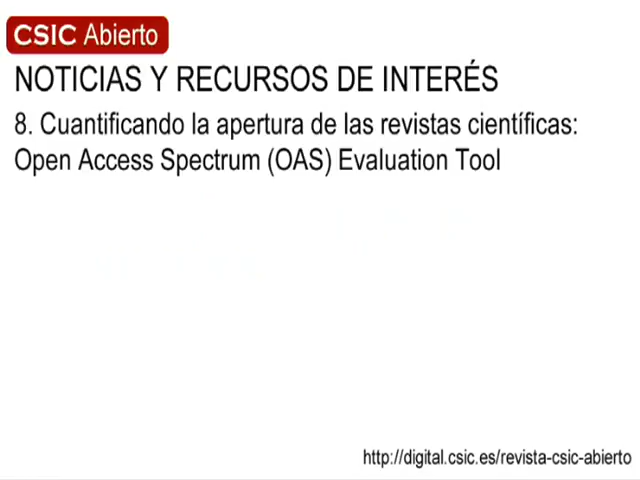 CSIC Abierto
NOTICIAS Y RECURSOS DE INTERÉS
8. Cuantificando la apertura de las revistas científicas:
Open Access Spectrum (OAS) Evaluation Tool
http://digital.csic.es/revista-csic-abierto